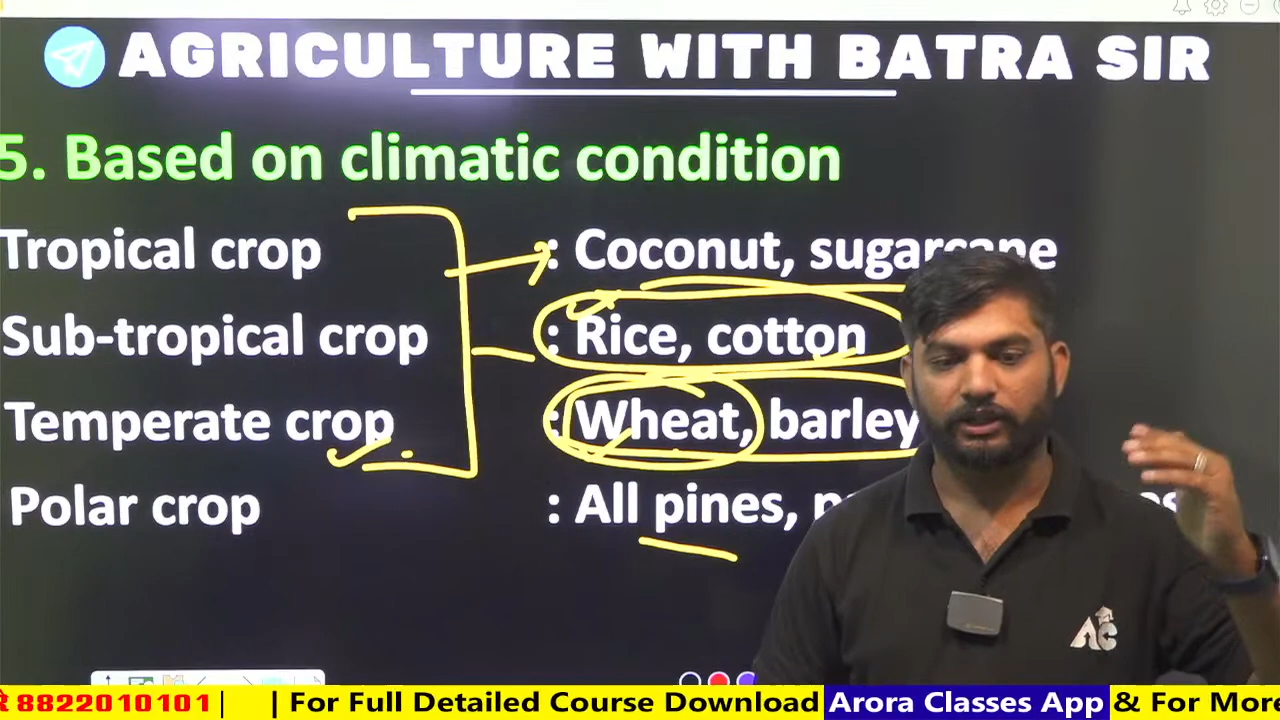 AGRICULTURE WITH BATRA SIR
5. Based on climatic condition
Tropical crop : Coconut, sugarcane
Sub-tropical crop : Rice, cotton
Temperate crop : Wheat, barley
Polar crop : All pines,
AC
रे 8822010101 | | For Full Detailed Course Download Arora Classes App & For More